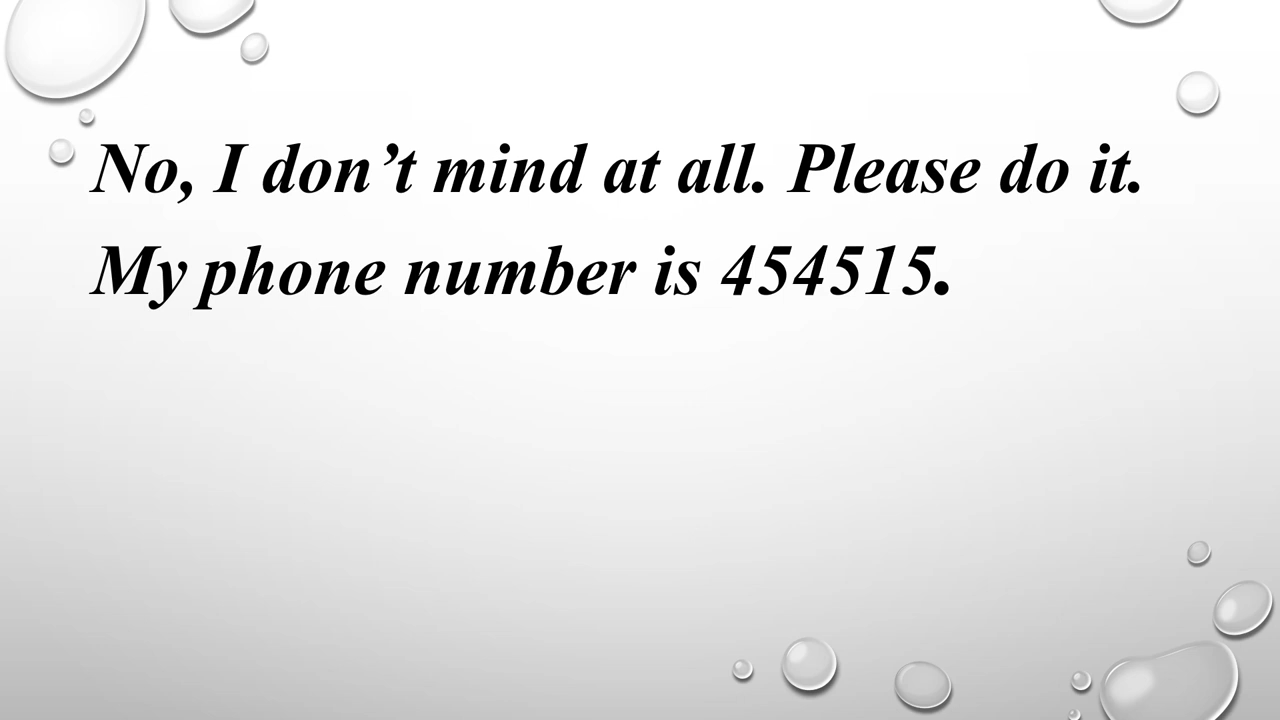 No, I don’t mind at all. Please do it.
My phone number is 454515.